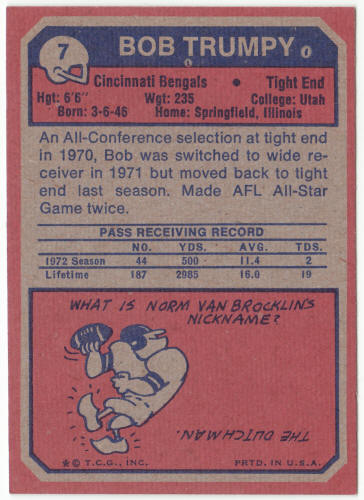 7
BOB TRUMPY
Cincinnati Bengals • Tight End
Hgt: 6'6" Wgt: 235 College: Utah
Born: 3-6-46 Home: Springfield, Illinois
An All-Conference selection at tight end
in 1970, Bob was switched to wide re-
ceiver in 1971 but moved back to tight
end last season. Made AFL All-Star
Game twice.
PASS RECEIVING RECORD
NO. YDS. AVG. TDS.
1972 Season 44 500 11.4 2
Lifetime 187 2985 16.0 19
WHAT IS NORM VAN BROCKLIN'S
NICKNAME?
THE DUTCHMAN.
* © T.C.G., INC. PRTD. IN U.S.A.